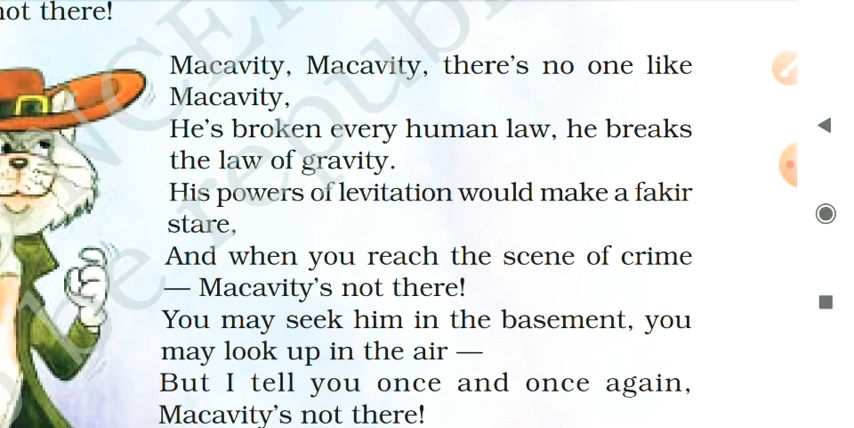 not there!
Macavity, Macavity, there's no one like
Macavity,
He's broken every human law, he breaks
the law of gravity.
His powers of levitation would make a fakir
stare,
And when you reach the scene of crime
— Macavity's not there!
You may seek him in the basement, you
may look up in the air —
But I tell you once and once again,
Macavity's not there!